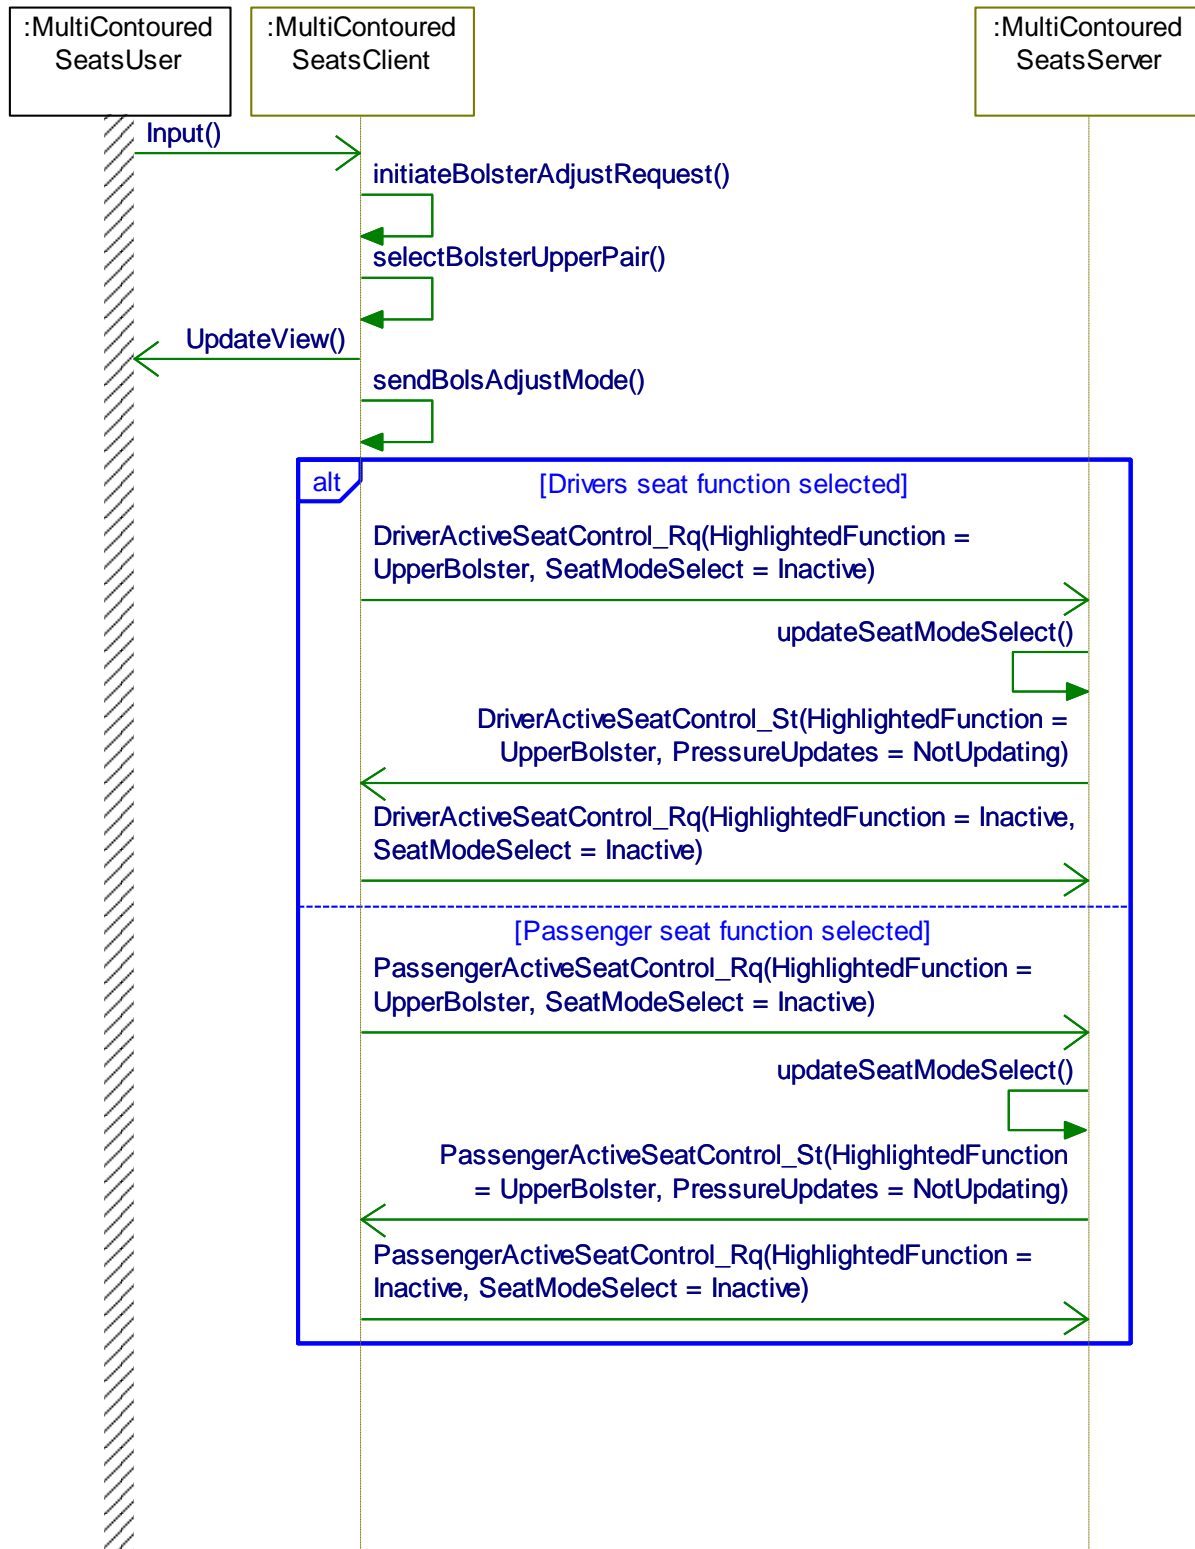 :MultiContoured
SeatsUser
:MultiContoured
SeatsClient
:MultiContoured
SeatsServer
Input()
initiateBolsterAdjustRequest()
selectBolsterUpperPair()
UpdateView()
sendBolsAdjustMode()
alt
[Drivers seat function selected]
DriverActiveSeatControl_Rq(HighlightedFunction =
UpperBolster, SeatModeSelect = Inactive)
updateSeatModeSelect()
DriverActiveSeatControl_St(HighlightedFunction =
UpperBolster, PressureUpdates = NotUpdating)
DriverActiveSeatControl_Rq(HighlightedFunction = Inactive,
SeatModeSelect = Inactive)
[Passenger seat function selected]
PassengerActiveSeatControl_Rq(HighlightedFunction =
UpperBolster, SeatModeSelect = Inactive)
updateSeatModeSelect()
PassengerActiveSeatControl_St(HighlightedFunction
= UpperBolster, PressureUpdates = NotUpdating)
PassengerActiveSeatControl_Rq(HighlightedFunction =
Inactive, SeatModeSelect = Inactive)